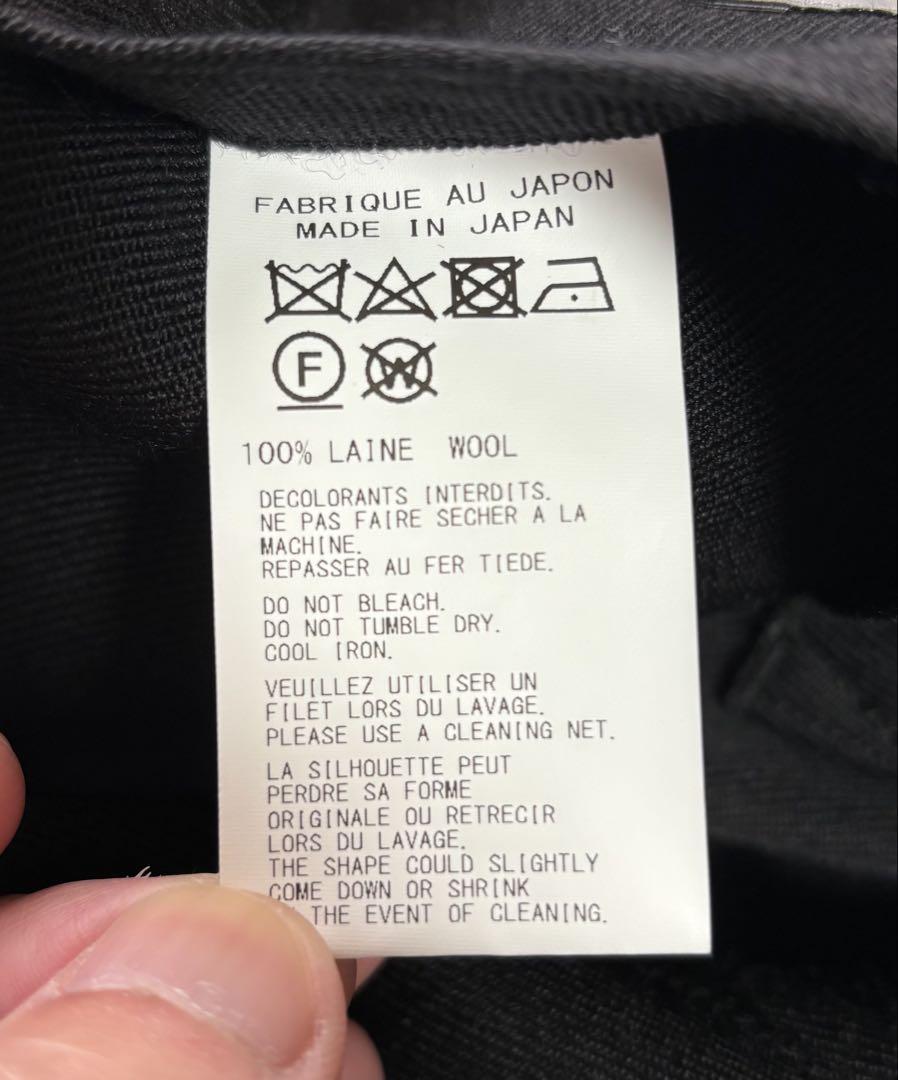 FABRIQUE AU JAPON
MADE IN JAPAN
F W
100% LAINE WOOL
DECOLORANTS INTERDITS.
NE PAS FAIRE SECHER A LA
MACHINE.
REPASSER AU FER TIEDE.
DO NOT BLEACH.
DO NOT TUMBLE DRY.
COOL IRON.
VEUILLEZ UTILISER UN
FILET LORS DU LAVAGE.
PLEASE USE A CLEANING NET.
LA SILHOUETTE PEUT
PERDRE SA FORME
ORIGINALE OU RETRECIR
LORS DU LAVAGE.
THE SHAPE COULD SLIGHTLY
COME DOWN OR SHRINK
THE EVENT OF CLEANING.